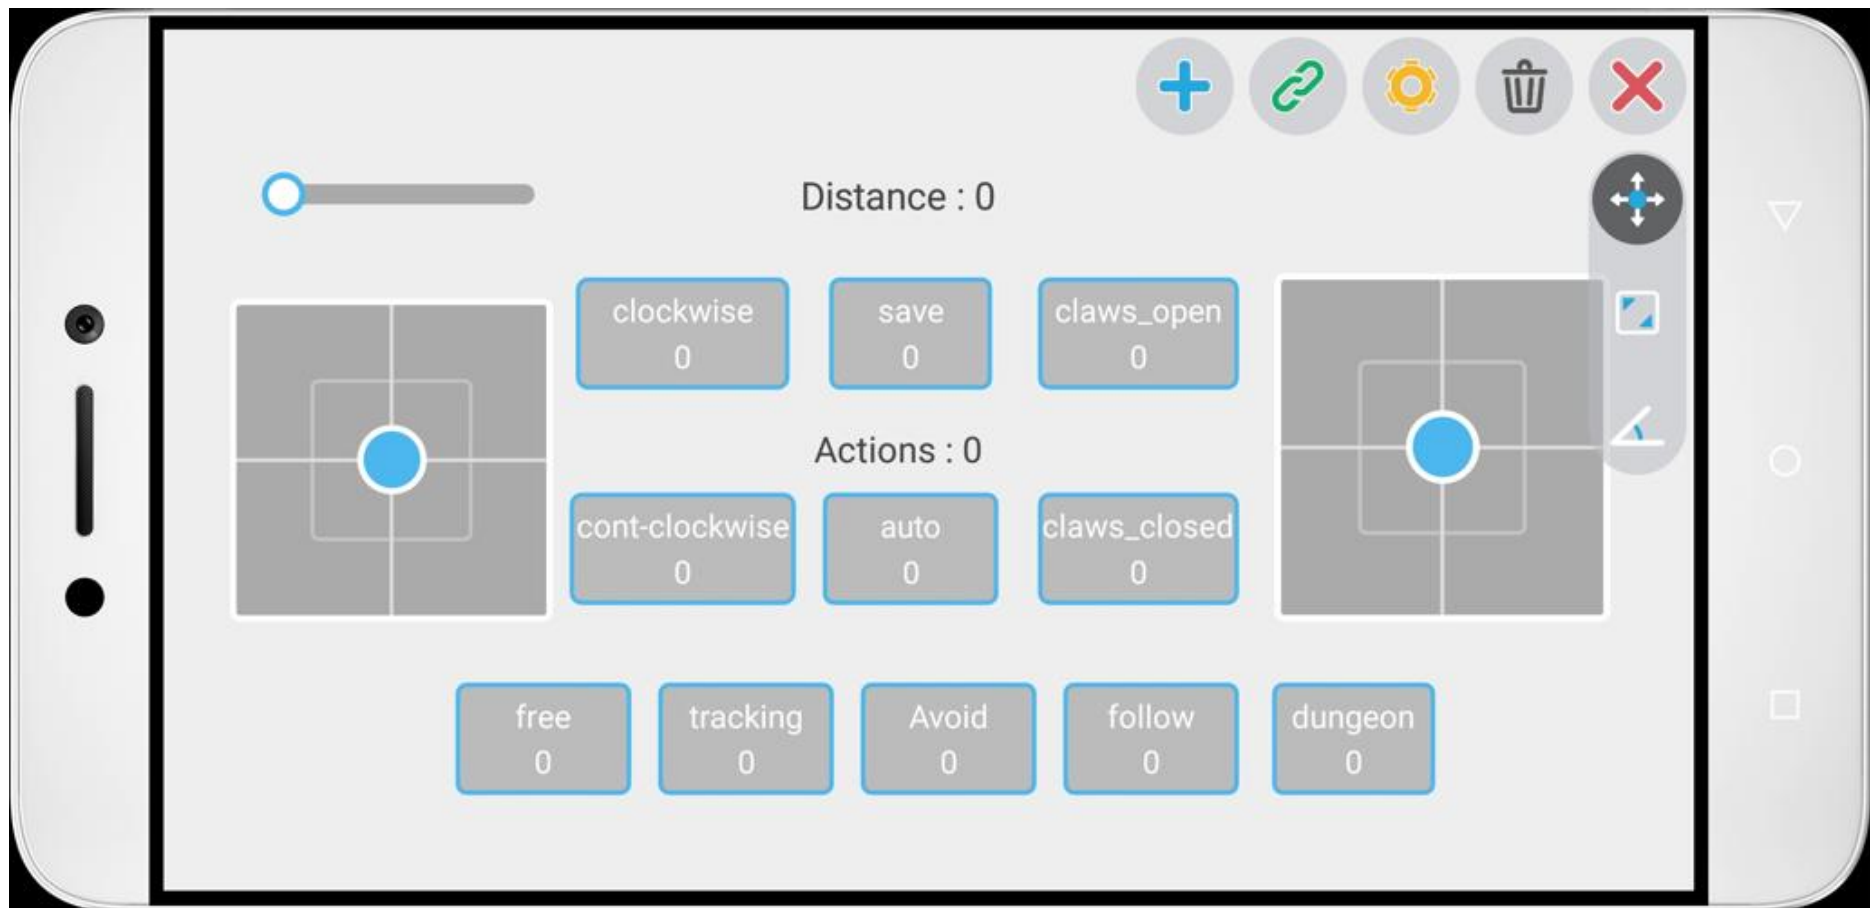 Distance : 0
clockwise
0
save
0
claws_open
0
Actions : 0
cont-clockwise
0
auto
0
claws_closed
0
free
0
tracking
0
Avoid
0
follow
0
dungeon
0